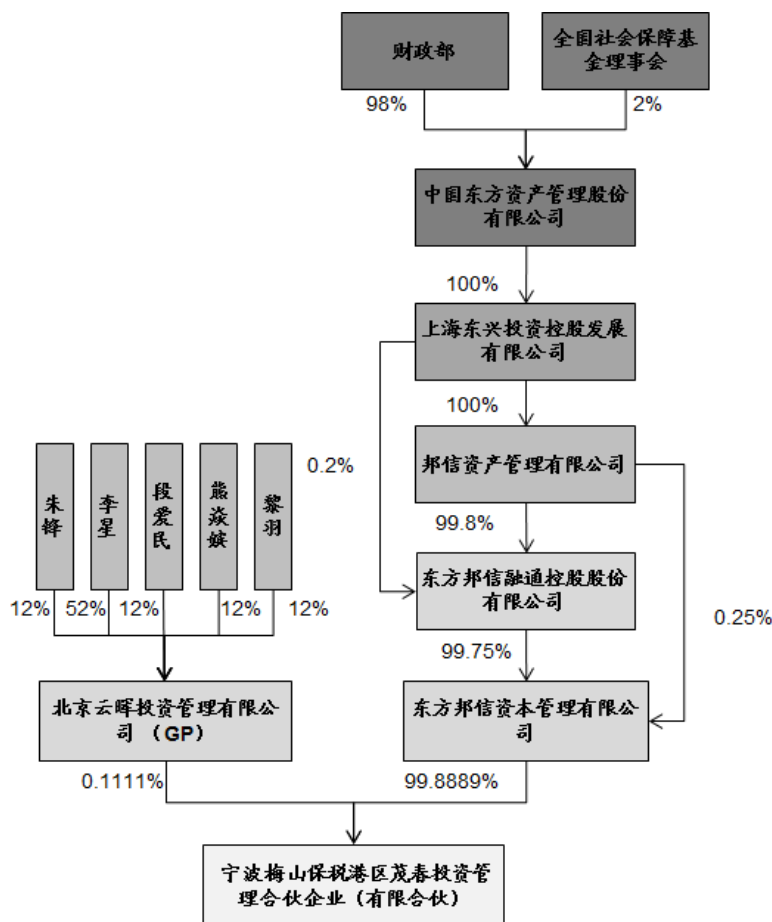 财政部
全国社会保障基
金理事会
98%
2%
中国东方资产管理股份
有限公司
100%
上海东兴投资控股发展
有限公司
100%
朱锋
李星
段爱民
熊焱嫔
黎羽
0.2%
邦信资产管理有限公司
99.8%
东方邦信融通控股股份
有限公司
12%
52%
12%
12%
12%
0.25%
99.75%
北京云晖投资管理有限公
司（GP）
东方邦信资本管理有限公
司
0.1111%
99.8889%
宁波梅山保税港区茂春投资管
理合伙企业（有限合伙）